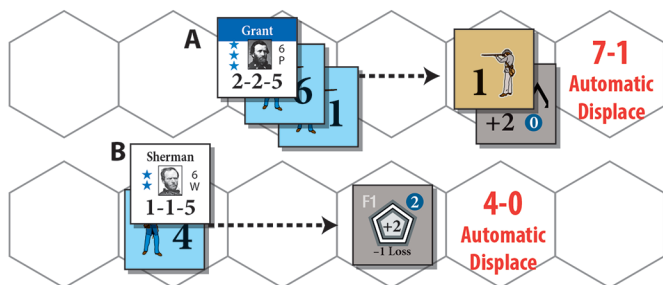 A
Grant
6
P
2-2-5
6
1
1
+2 0
7-1
Automatic
Displace
B
Sherman
6
W
1-1-5
4
F1 2
+2
−1 Loss
4-0
Automatic
Displace